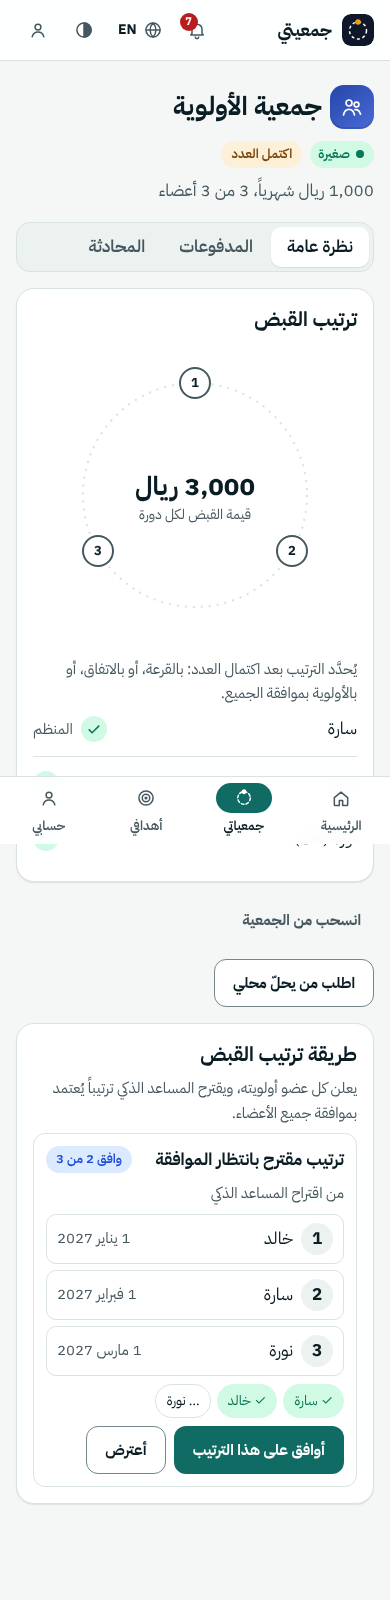 جمعيتي
7
EN
جمعية الأولوية
صغيرة
اكتمل العدد
1,000 ريال شهرياً، 3 من 3 أعضاء
نظرة عامة
المدفوعات
المحادثة
ترتيب القبض
1
3,000 ريال
قيمة القبض لكل دورة
3
2
يُحدَّد الترتيب بعد اكتمال العدد: بالقرعة، أو بالاتفاق، أو
بالأولوية بموافقة الجميع.
سارة
المنظم
الرئيسية
جمعياتي
أهدافي
حسابي
انسحب من الجمعية
اطلب من يحلّ محلي
طريقة ترتيب القبض
يعلن كل عضو أولويته، ويقترح المساعد الذكي ترتيباً يُعتمد
بموافقة جميع الأعضاء.
ترتيب مقترح بانتظار الموافقة
وافق 2 من 3
من اقتراح المساعد الذكي
1 خالد 1 يناير 2027
2 سارة 1 فبراير 2027
3 نورة 1 مارس 2027
✓ سارة
✓ خالد
… نورة
أوافق على هذا الترتيب
أعترض